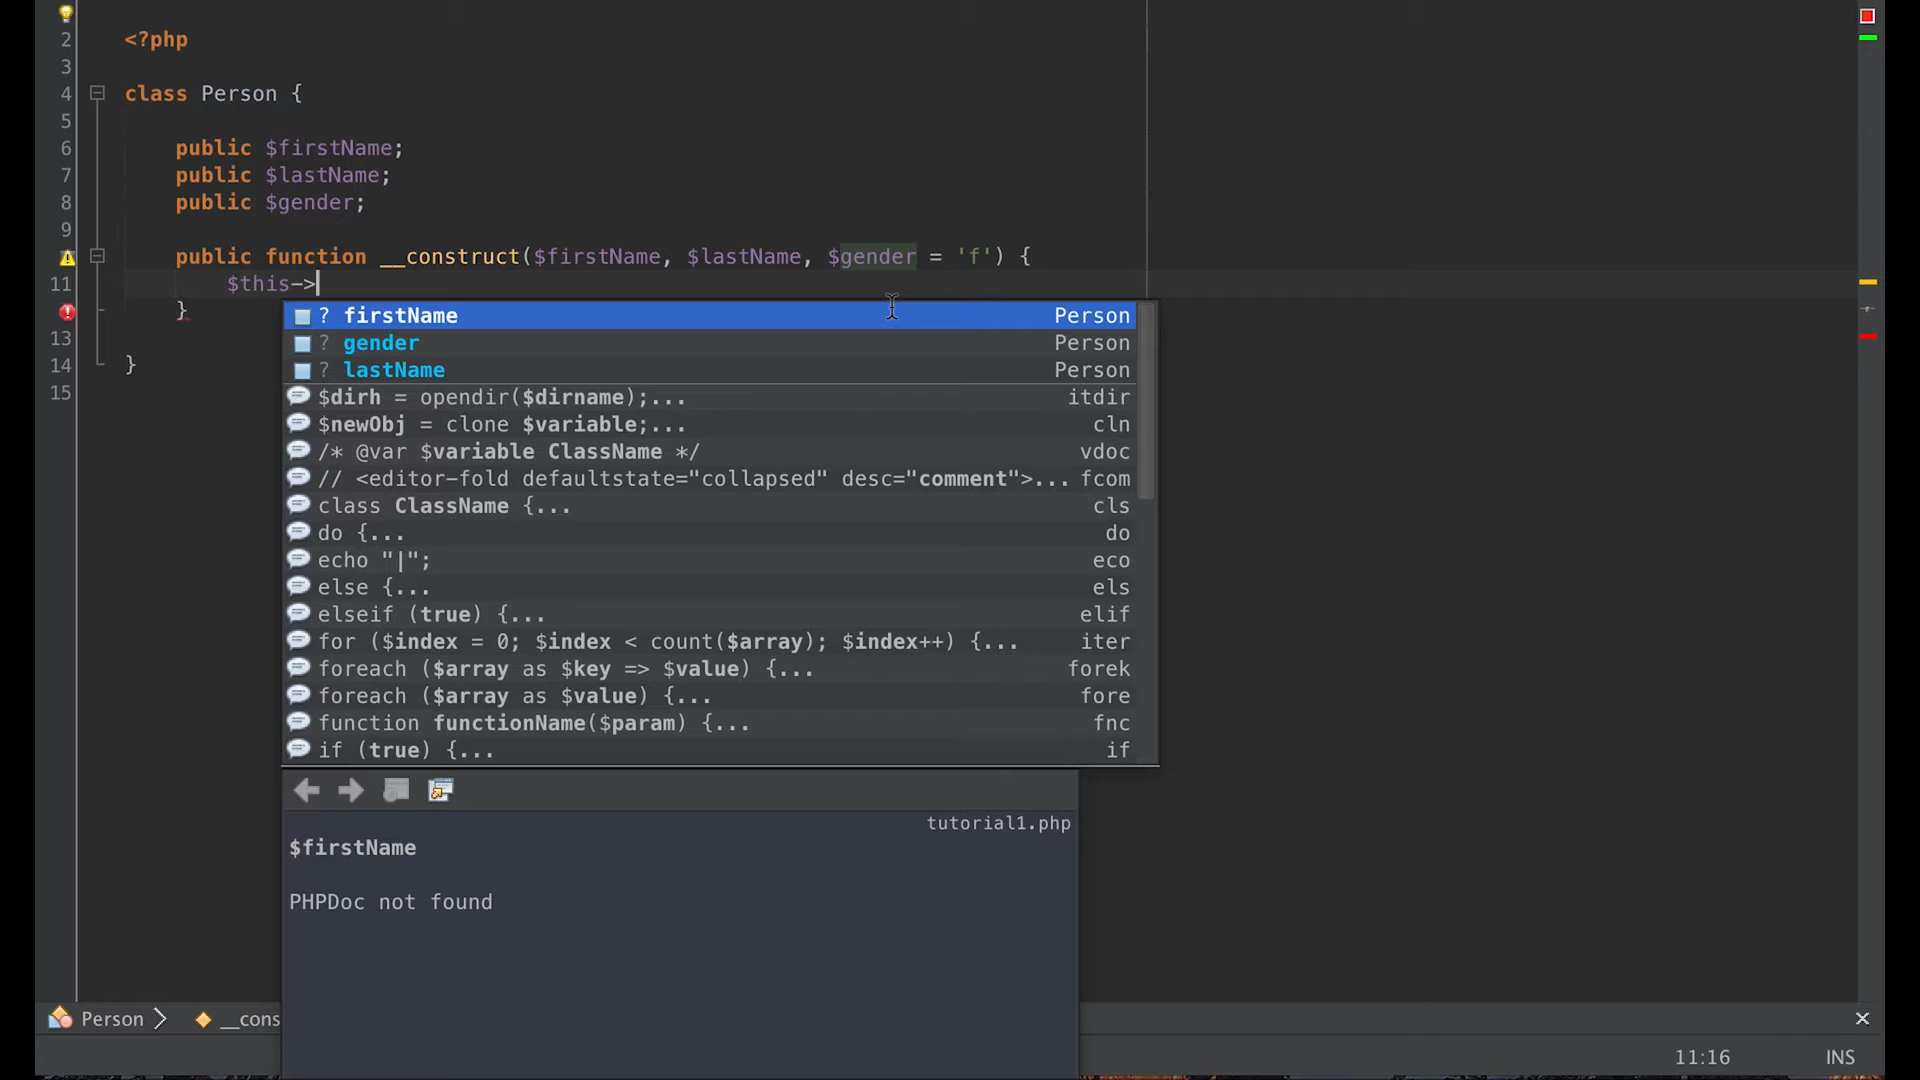 2 <?php
3
4 class Person {
5
6 public $firstName;
7 public $lastName;
8 public $gender;
9
public function __construct($firstName, $lastName, $gender = 'f') {
11 $this->
}
13
14 }
15
? firstName Person
? gender Person
? lastName Person
$dirh = opendir($dirname);... itdir
$newObj = clone $variable;... cln
/* @var $variable ClassName */ vdoc
// <editor-fold defaultstate="collapsed" desc="comment">... fcom
class ClassName {... cls
do {... do
echo "|"; eco
else {... els
elseif (true) {... elif
for ($index = 0; $index < count($array); $index++) {... iter
foreach ($array as $key => $value) {... forek
foreach ($array as $value) {... fore
function functionName($param) {... fnc
if (true) {... if
tutorial1.php
$firstName
PHPDoc not found
Person __cons
11:16 INS